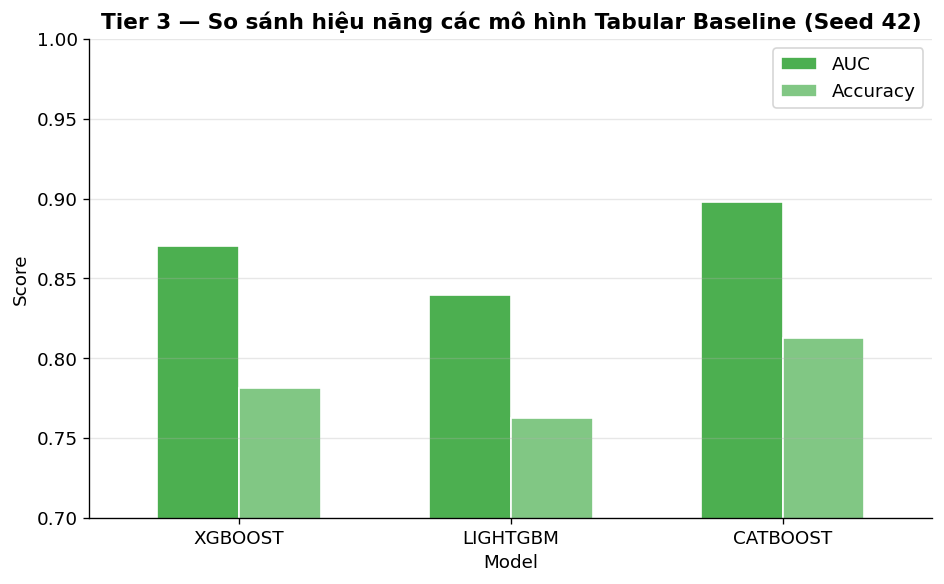 Tier 3 — So sánh hiệu năng các mô hình Tabular Baseline (Seed 42)
AUC
Accuracy
1.00
0.95
0.90
0.85
0.80
0.75
0.70
Score
XGBOOST
LIGHTGBM
CATBOOST
Model